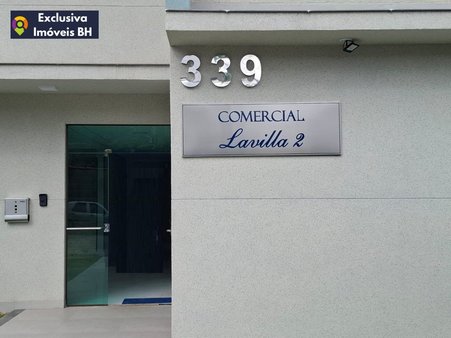 Exclusiva
Imóveis BH
339
COMERCIAL
Lavilla 2